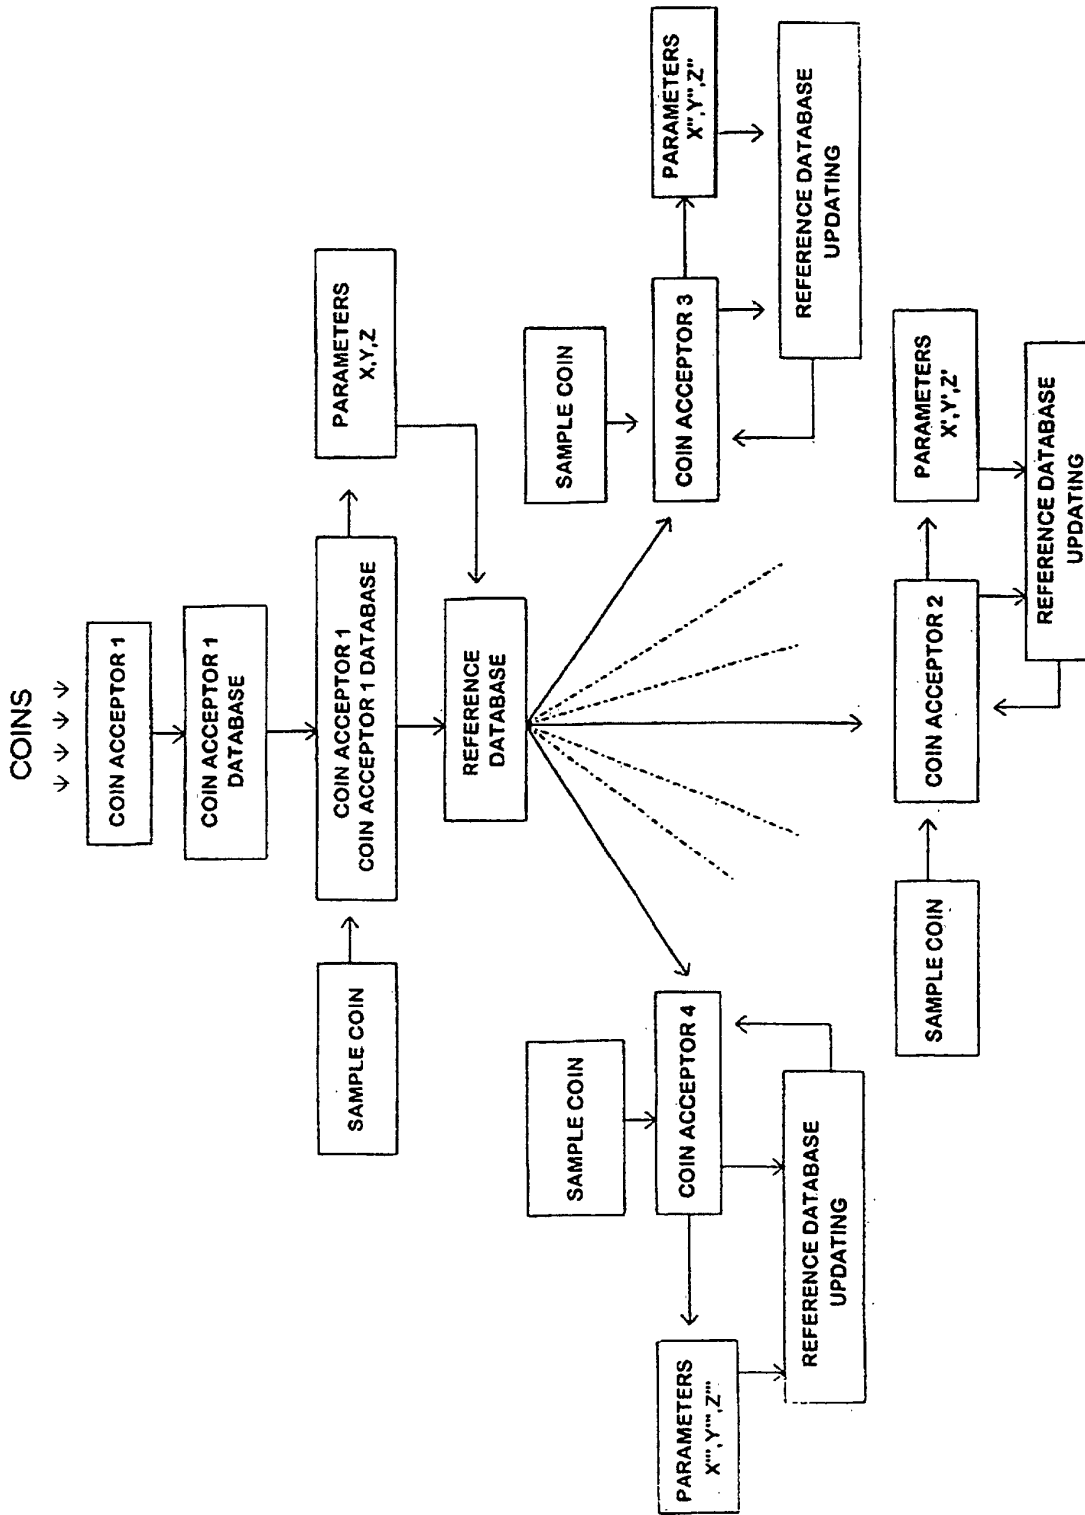 COINS
COIN ACCEPTOR 1
COIN ACCEPTOR 1
DATABASE
SAMPLE COIN
COIN ACCEPTOR 1
COIN ACCEPTOR 1 DATABASE
PARAMETERS
X,Y,Z
REFERENCE
DATABASE
SAMPLE COIN
COIN ACCEPTOR 4
PARAMETERS
X''',Y''',Z'''
REFERENCE DATABASE
UPDATING
SAMPLE COIN
COIN ACCEPTOR 3
PARAMETERS
X'',Y'',Z''
REFERENCE DATABASE
UPDATING
SAMPLE COIN
COIN ACCEPTOR 2
PARAMETERS
X',Y',Z'
REFERENCE DATABASE
UPDATING